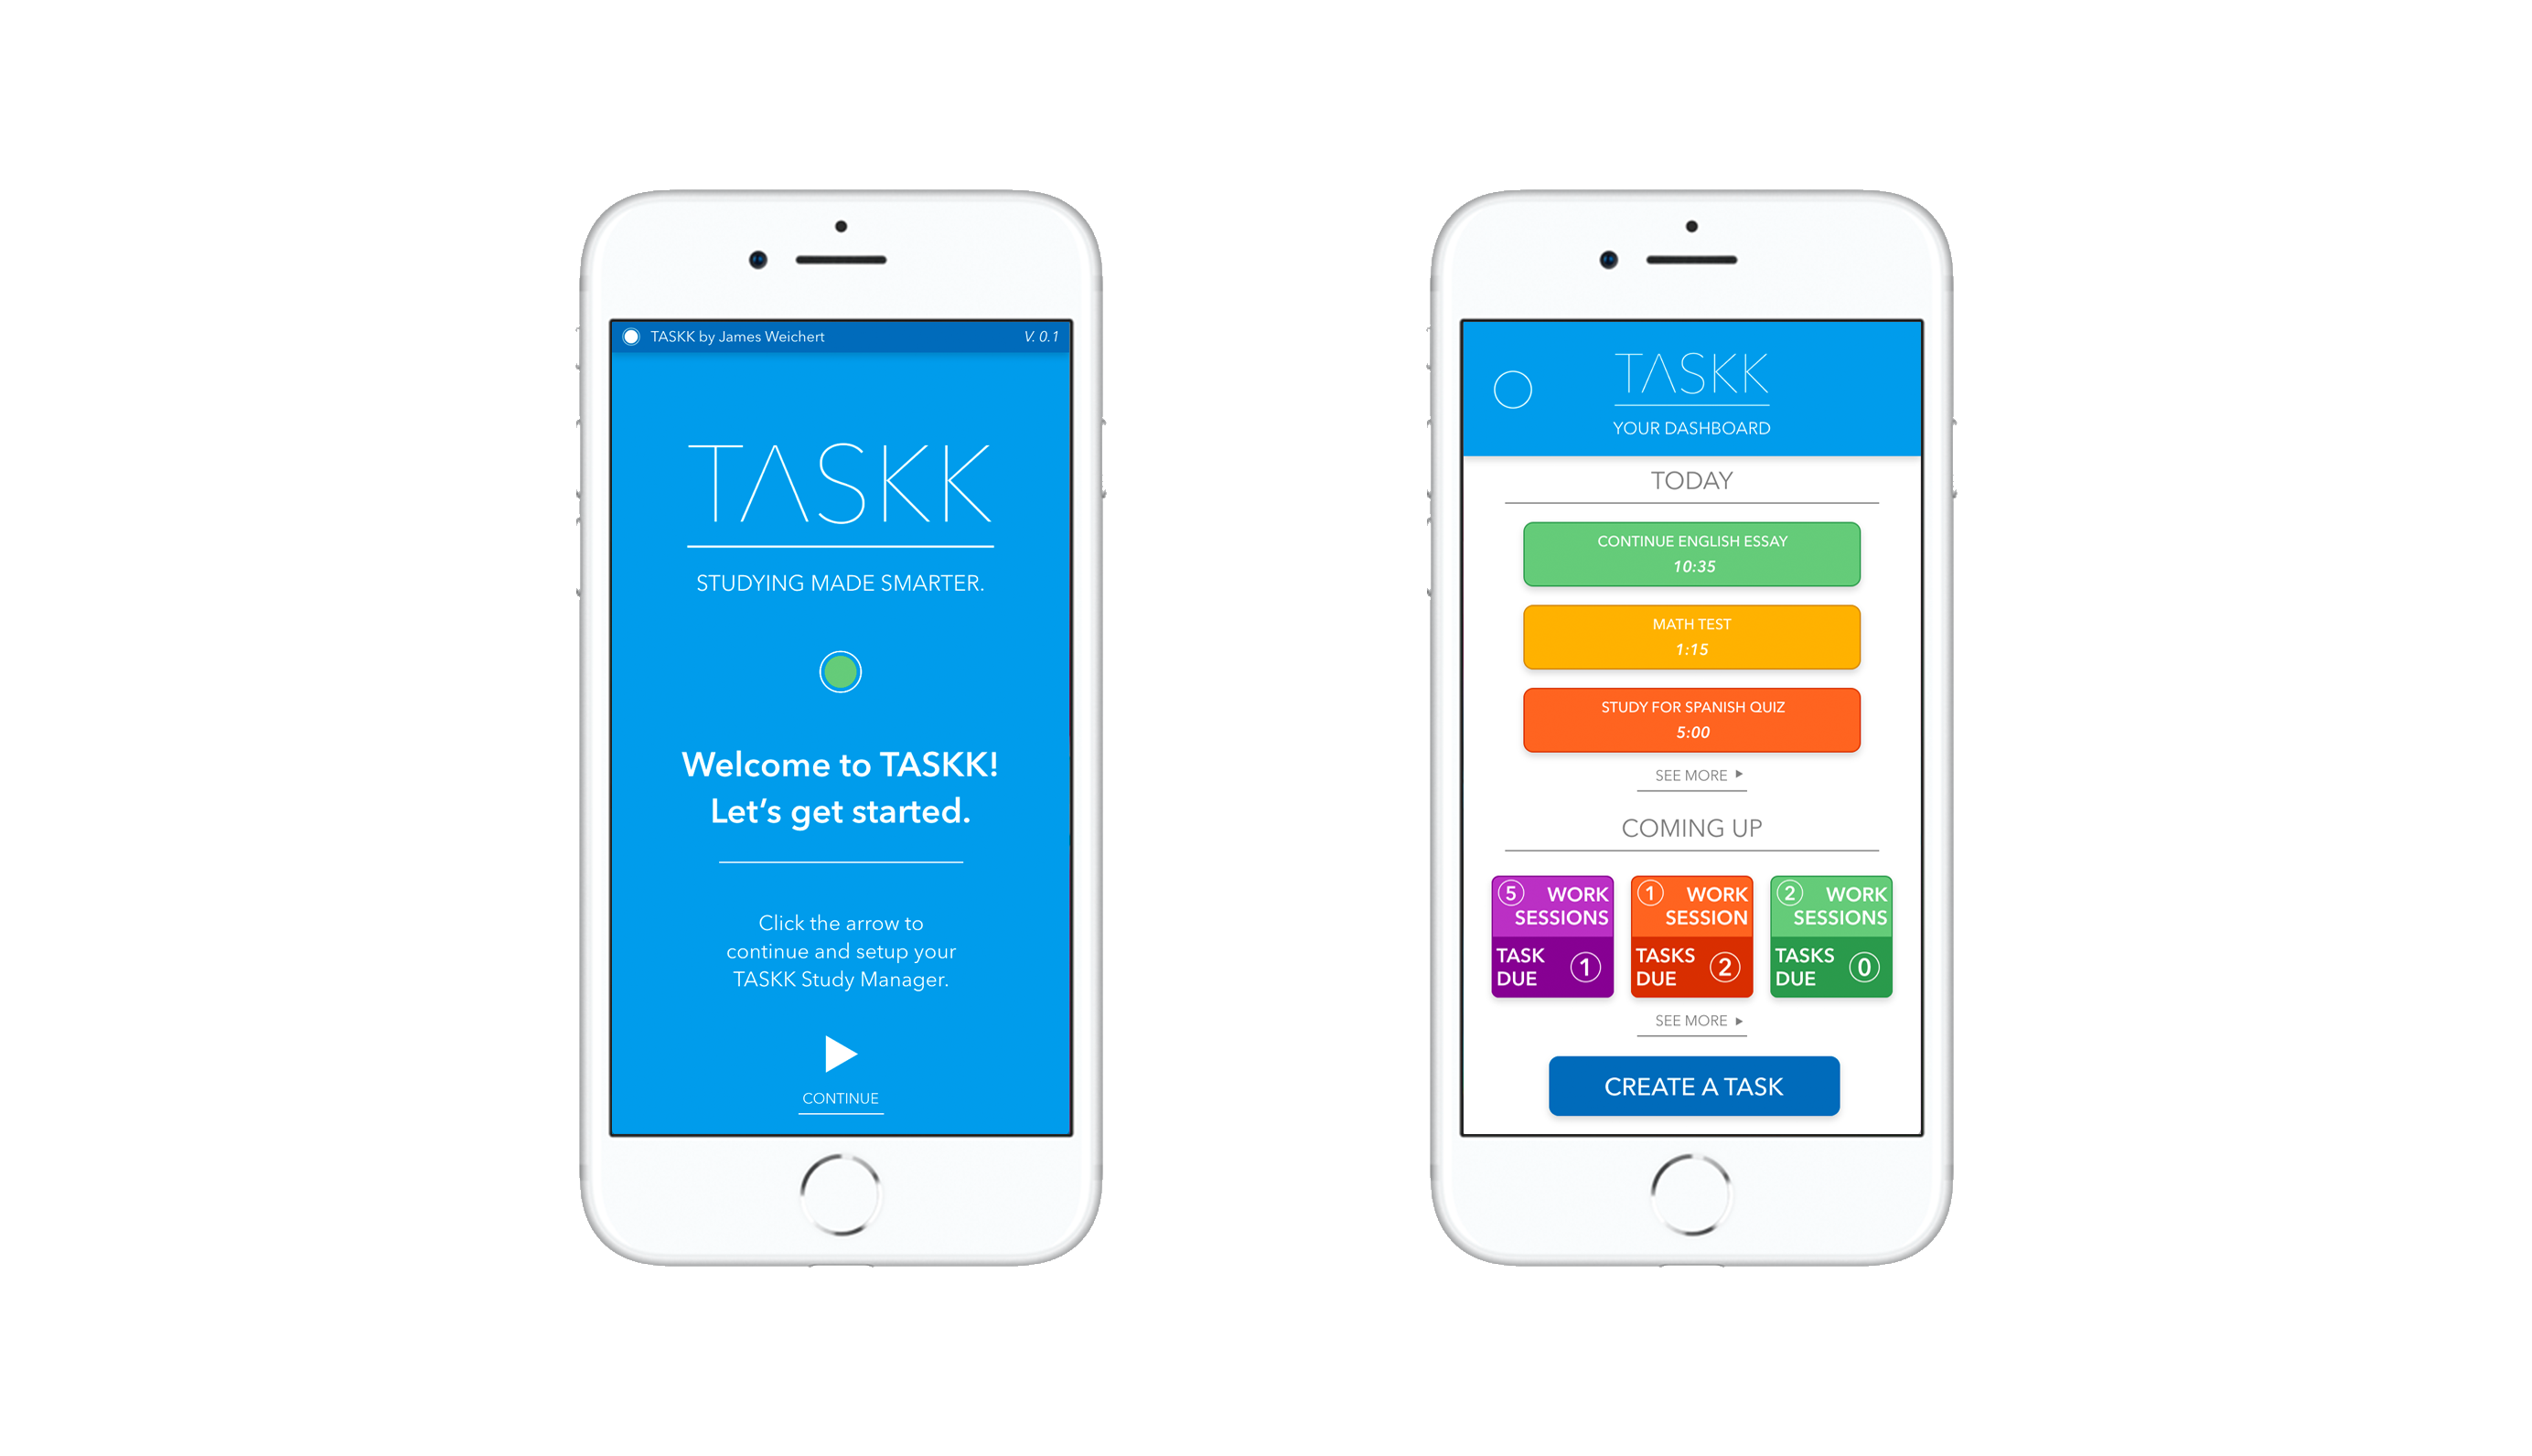 TASKK by James Weichert V. 0.1
TASKK
STUDYING MADE SMARTER.
Welcome to TASKK!
Let's get started.
Click the arrow to
continue and setup your
TASKK Study Manager.
CONTINUE
TASKK
YOUR DASHBOARD
TODAY
CONTINUE ENGLISH ESSAY
10:35
MATH TEST
1:15
STUDY FOR SPANISH QUIZ
5:00
SEE MORE
COMING UP
5 WORK
SESSIONS
TASK
DUE 1
1 WORK
SESSION
TASKS
DUE 2
2 WORK
SESSIONS
TASKS
DUE 0
SEE MORE
CREATE A TASK